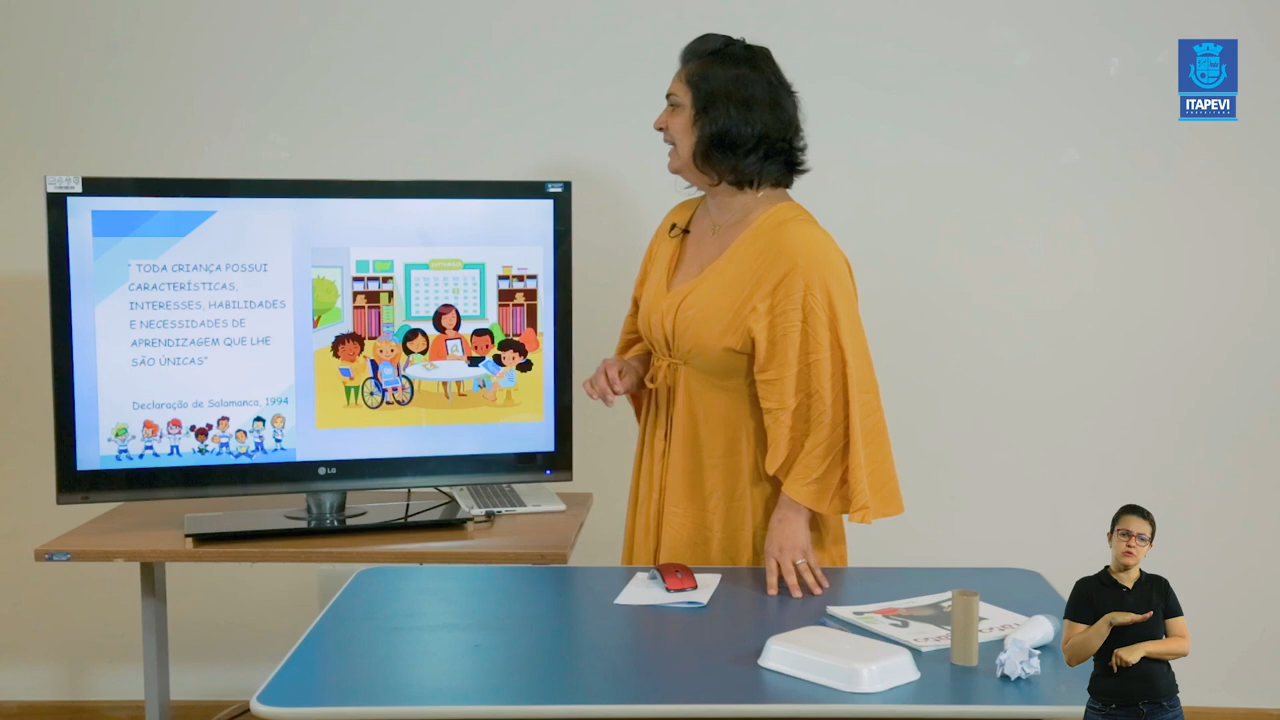 ITAPEVI
PREFEITURA
" TODA CRIANÇA POSSUI
CARACTERÍSTICAS,
INTERESSES, HABILIDADES
E NECESSIDADES DE
APRENDIZAGEM QUE LHE
SÃO ÚNICAS"
Declaração de Salamanca, 1994
LG